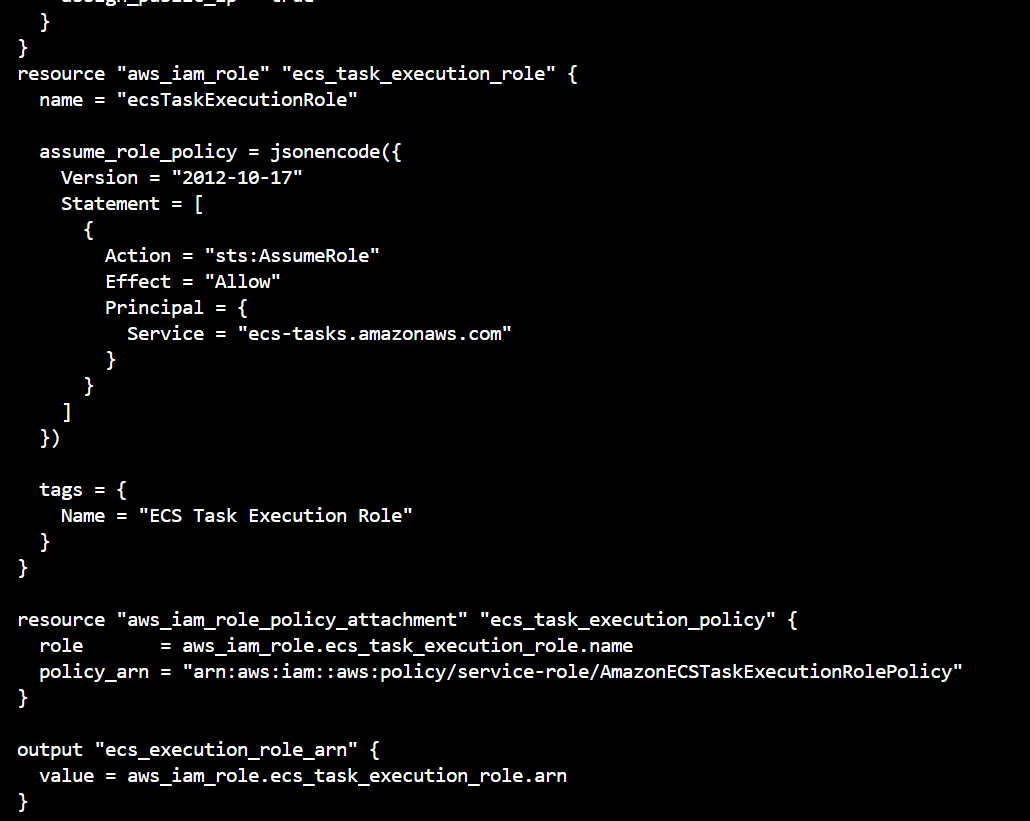 }
}
resource "aws_iam_role" "ecs_task_execution_role" {
  name = "ecsTaskExecutionRole"

  assume_role_policy = jsonencode({
    Version = "2012-10-17"
    Statement = [
      {
        Action = "sts:AssumeRole"
        Effect = "Allow"
        Principal = {
          Service = "ecs-tasks.amazonaws.com"
        }
      }
    ]
  })

  tags = {
    Name = "ECS Task Execution Role"
  }
}

resource "aws_iam_role_policy_attachment" "ecs_task_execution_policy" {
  role       = aws_iam_role.ecs_task_execution_role.name
  policy_arn = "arn:aws:iam::aws:policy/service-role/AmazonECSTaskExecutionRolePolicy"
}

output "ecs_execution_role_arn" {
  value = aws_iam_role.ecs_task_execution_role.arn
}